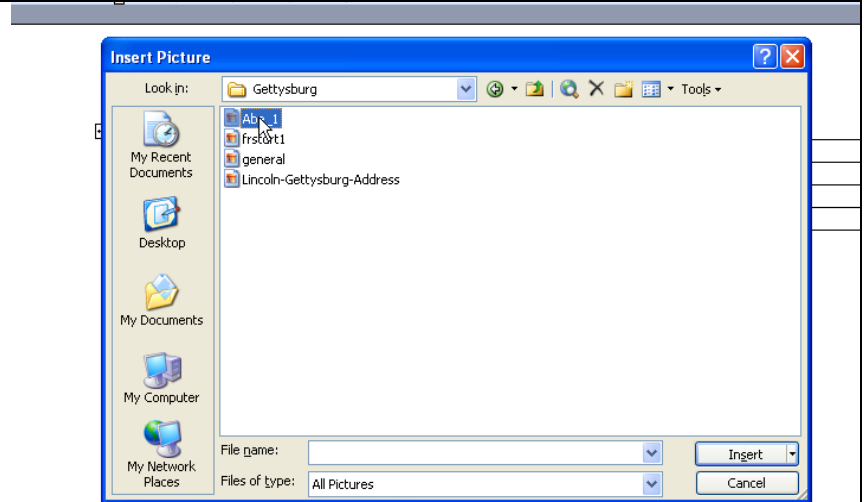 Insert Picture
Look in:
Gettysburg
Tools
Abe_1
frstart1
general
Lincoln-Gettysburg-Address
My Recent
Documents
Desktop
My Documents
My Computer
My Network
Places
File name:
Insert
Files of type:
All Pictures
Cancel